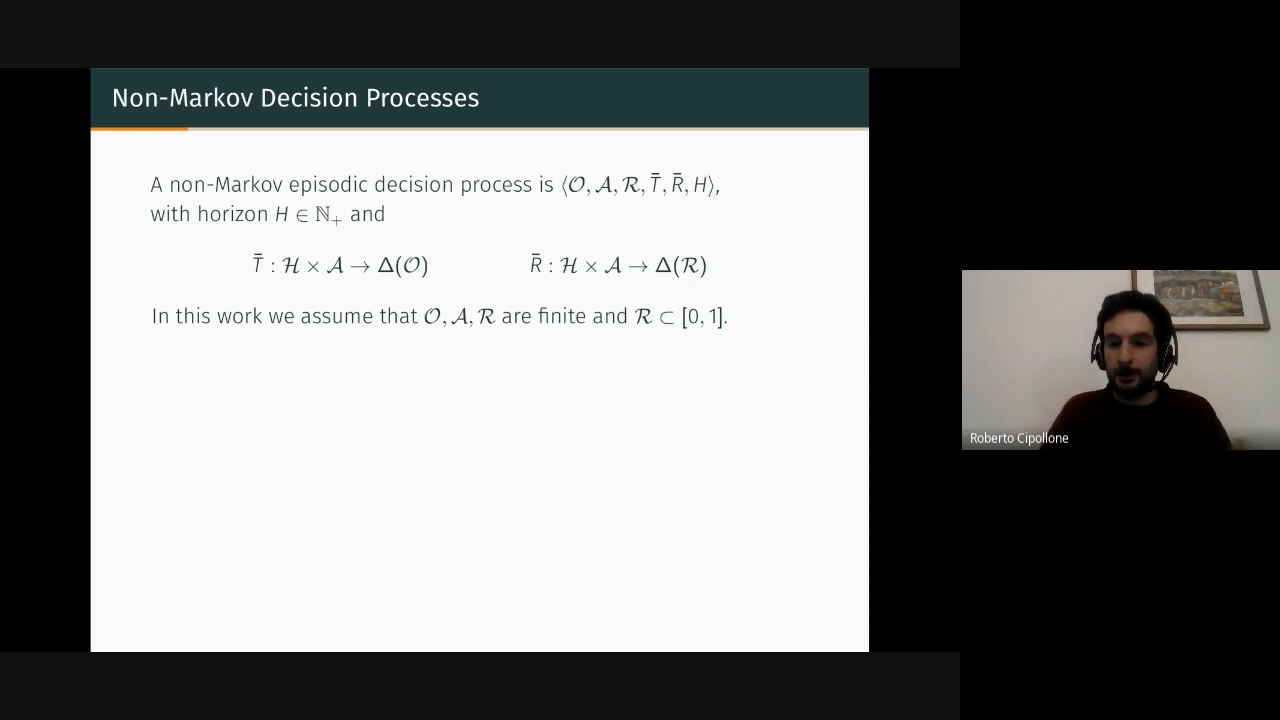 Non-Markov Decision Processes
A non-Markov episodic decision process is ⟨𝒪, 𝒜, ℛ, T̄, R̄, H⟩,
with horizon H ∈ ℕ₊ and
T̄ : ℋ × 𝒜 → Δ(𝒪) R̄ : ℋ × 𝒜 → Δ(ℛ)
In this work we assume that 𝒪, 𝒜, ℛ are finite and ℛ ⊂ [0, 1].
Roberto Cipollone